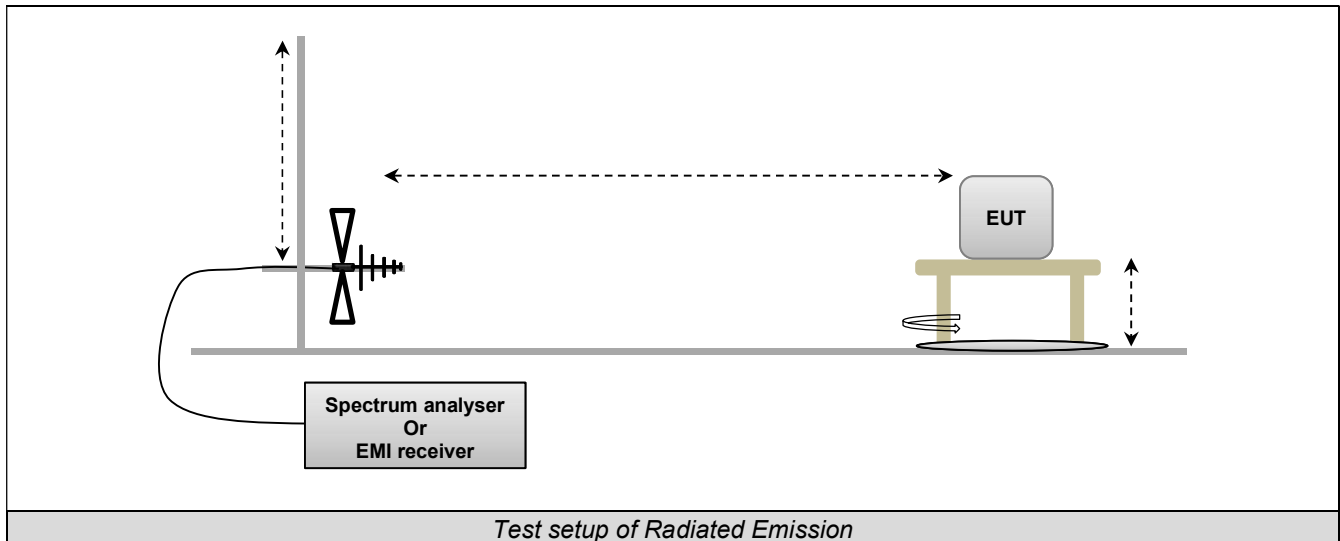 EUT
Spectrum analyser
Or
EMI receiver
Test setup of Radiated Emission